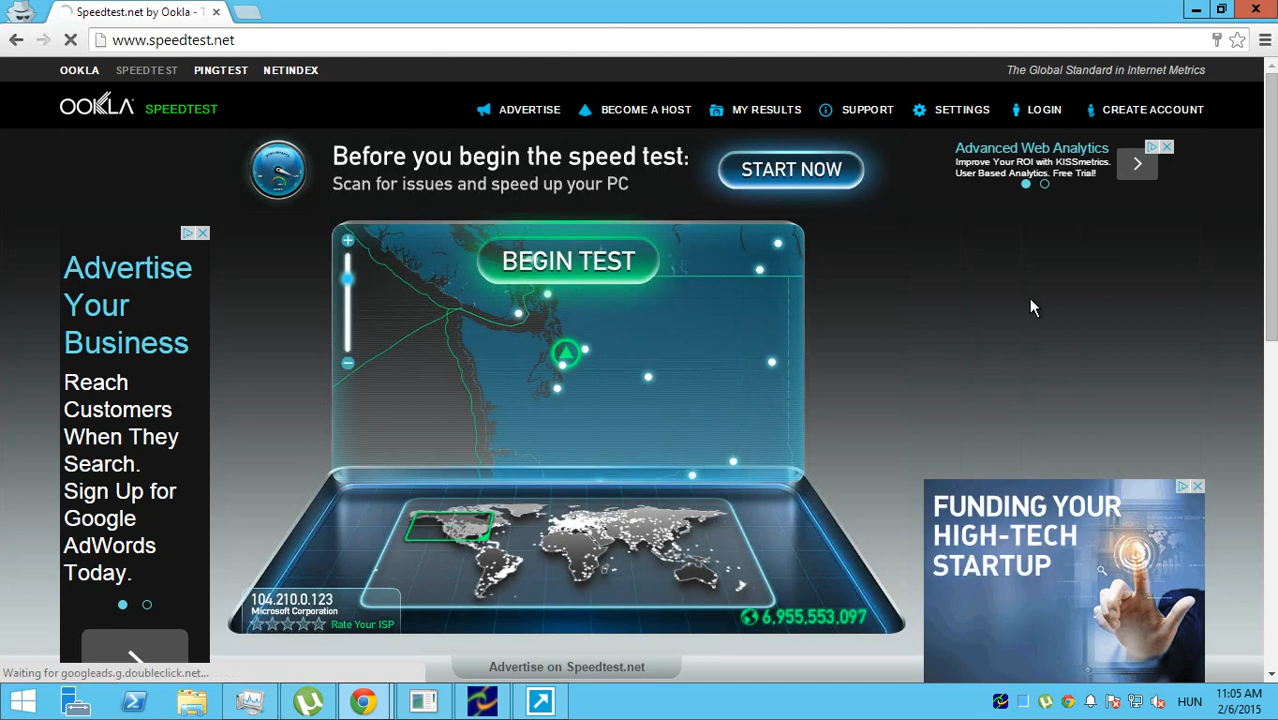 Speedtest.net by Ookla - T
www.speedtest.net
OOKLA SPEEDTEST PINGTEST NETINDEX
The Global Standard in Internet Metrics
OOKLA SPEEDTEST
ADVERTISE BECOME A HOST MY RESULTS SUPPORT SETTINGS LOGIN CREATE ACCOUNT
Before you begin the speed test:
Scan for issues and speed up your PC
START NOW
Advanced Web Analytics
Improve Your ROI with KISSmetrics.
User Based Analytics. Free Trial!
Advertise
Your
Business
Reach
Customers
When They
Search.
Sign Up for
Google
AdWords
Today.
BEGIN TEST
104.210.0.123
Microsoft Corporation
Rate Your ISP
6,955,553,097
FUNDING YOUR
HIGH-TECH
STARTUP
Advertise on Speedtest.net
Waiting for googleads.g.doubleclick.net...
HUN
11:05 AM
2/6/2015